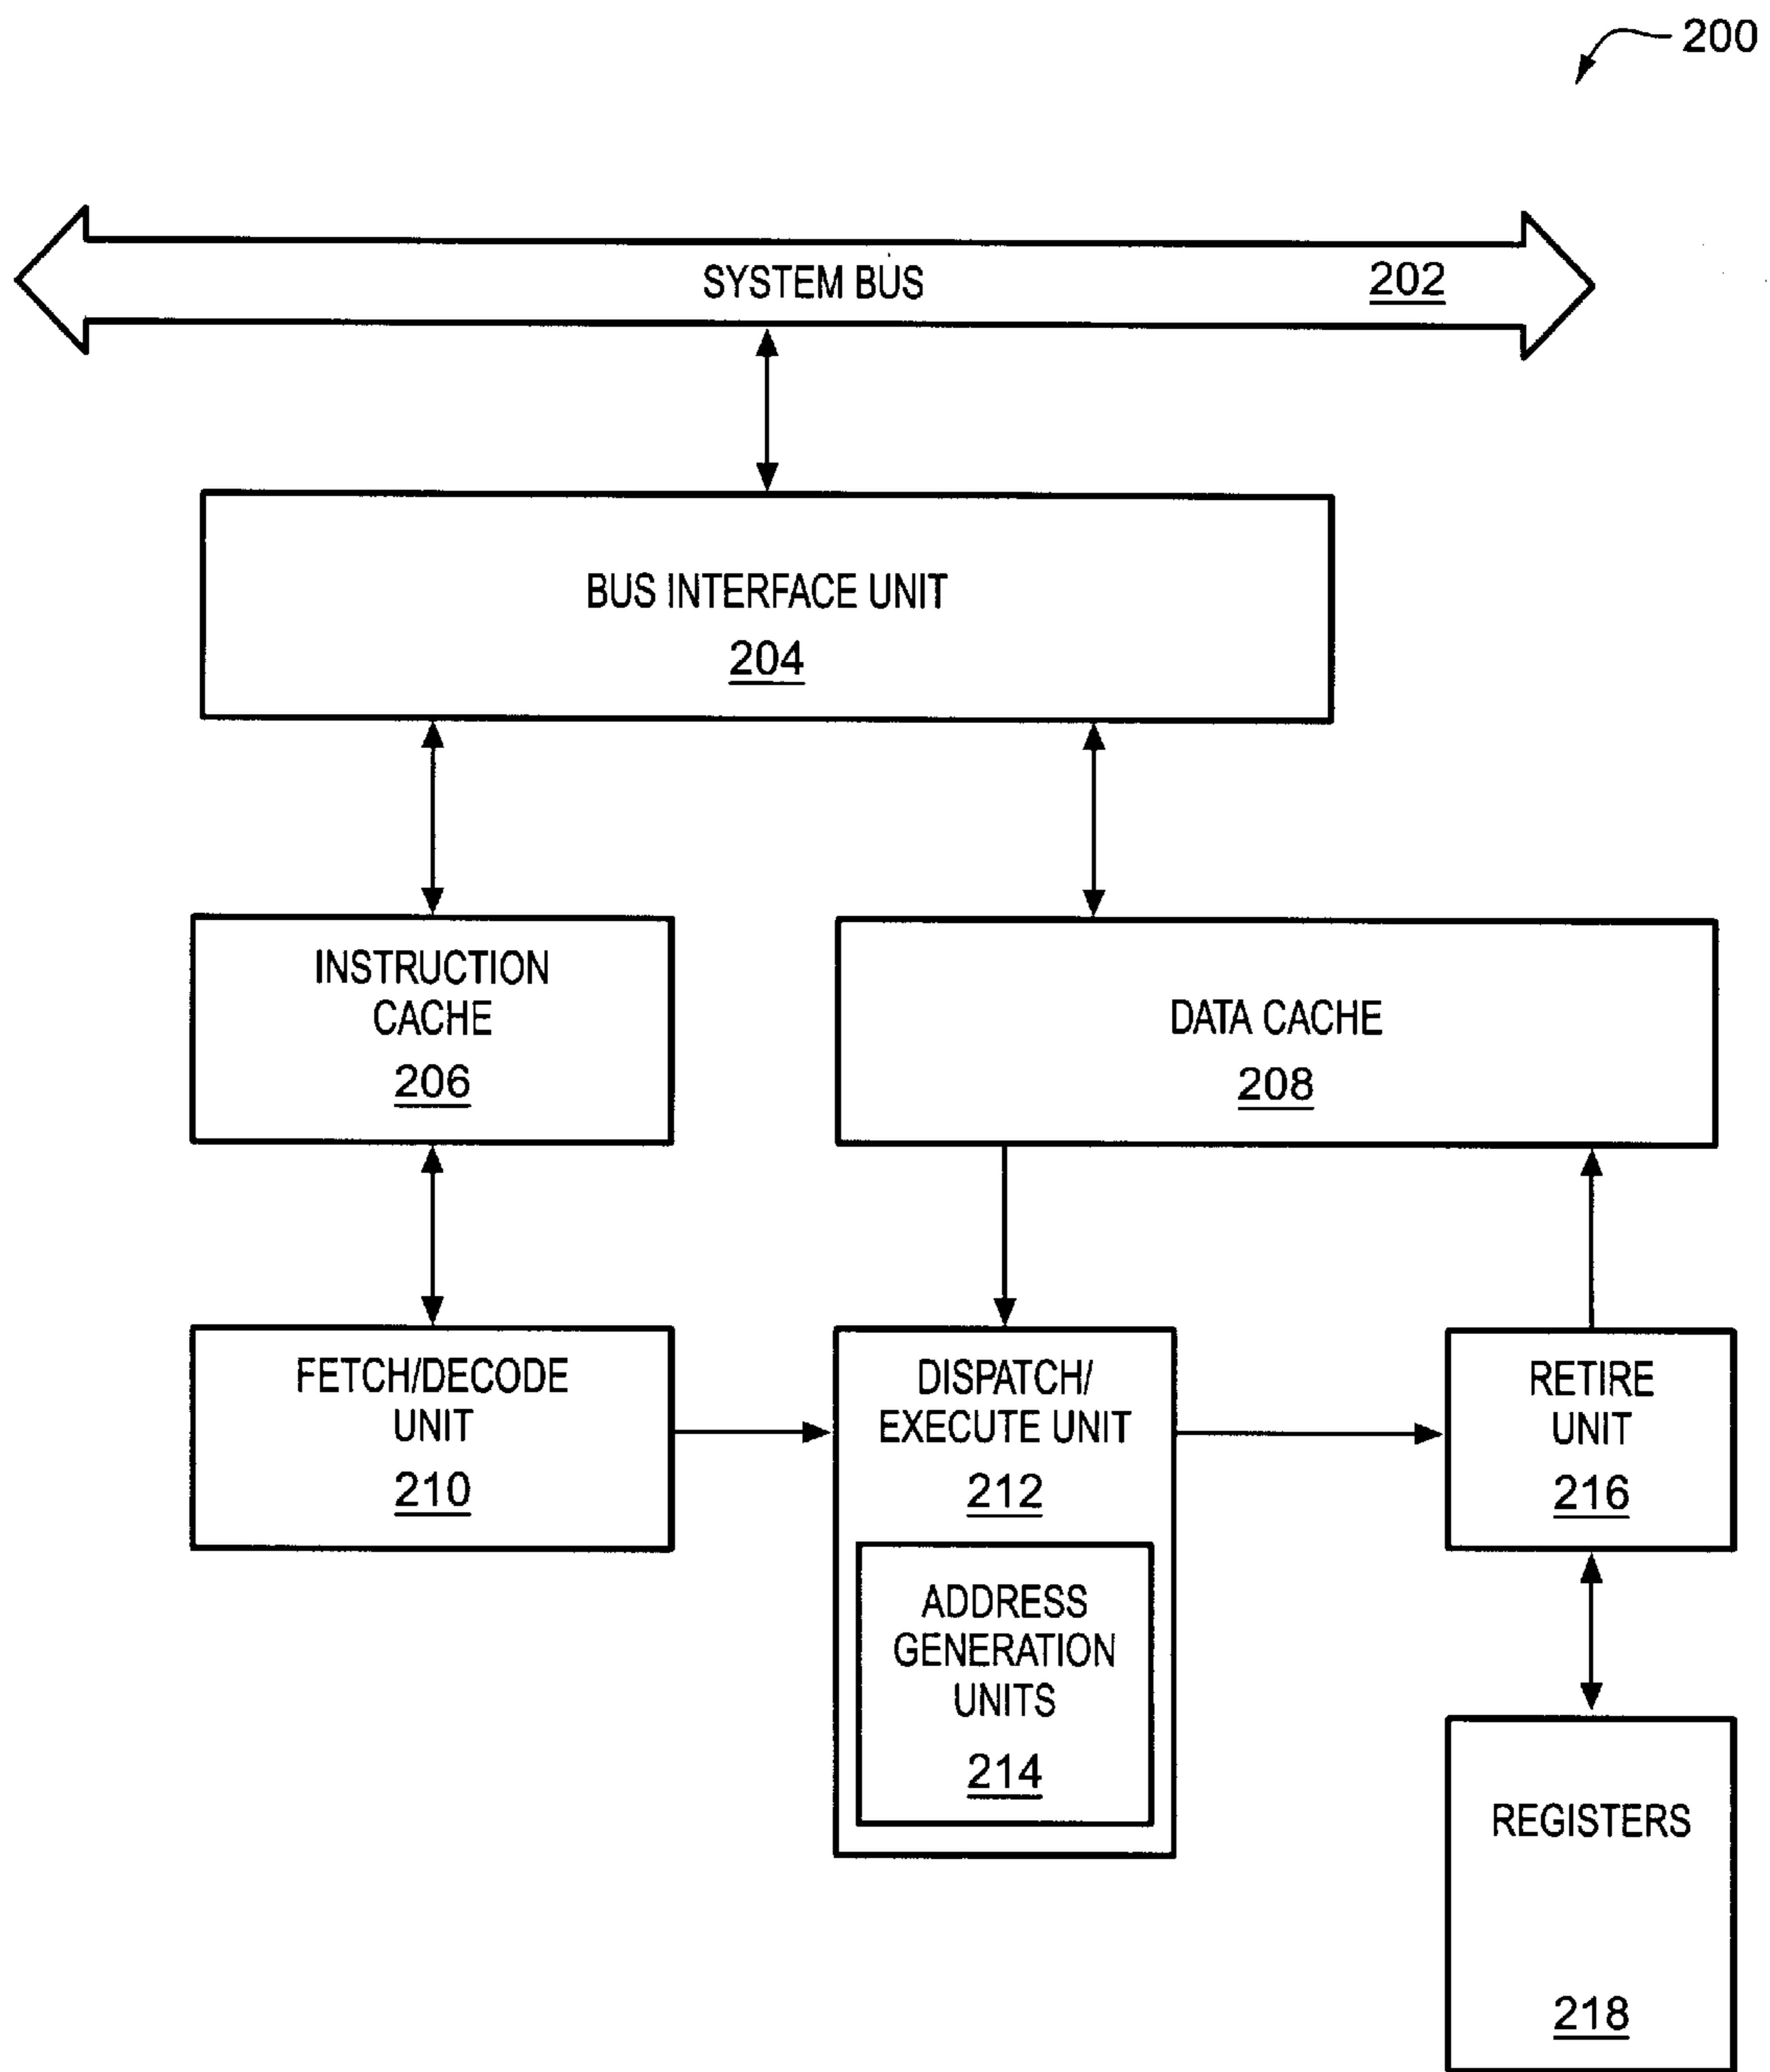 200
SYSTEM BUS 202
BUS INTERFACE UNIT
204
INSTRUCTION
CACHE
206
DATA CACHE
208
FETCH/DECODE
UNIT
210
DISPATCH/
EXECUTE UNIT
212
ADDRESS
GENERATION
UNITS
214
RETIRE
UNIT
216
REGISTERS
218